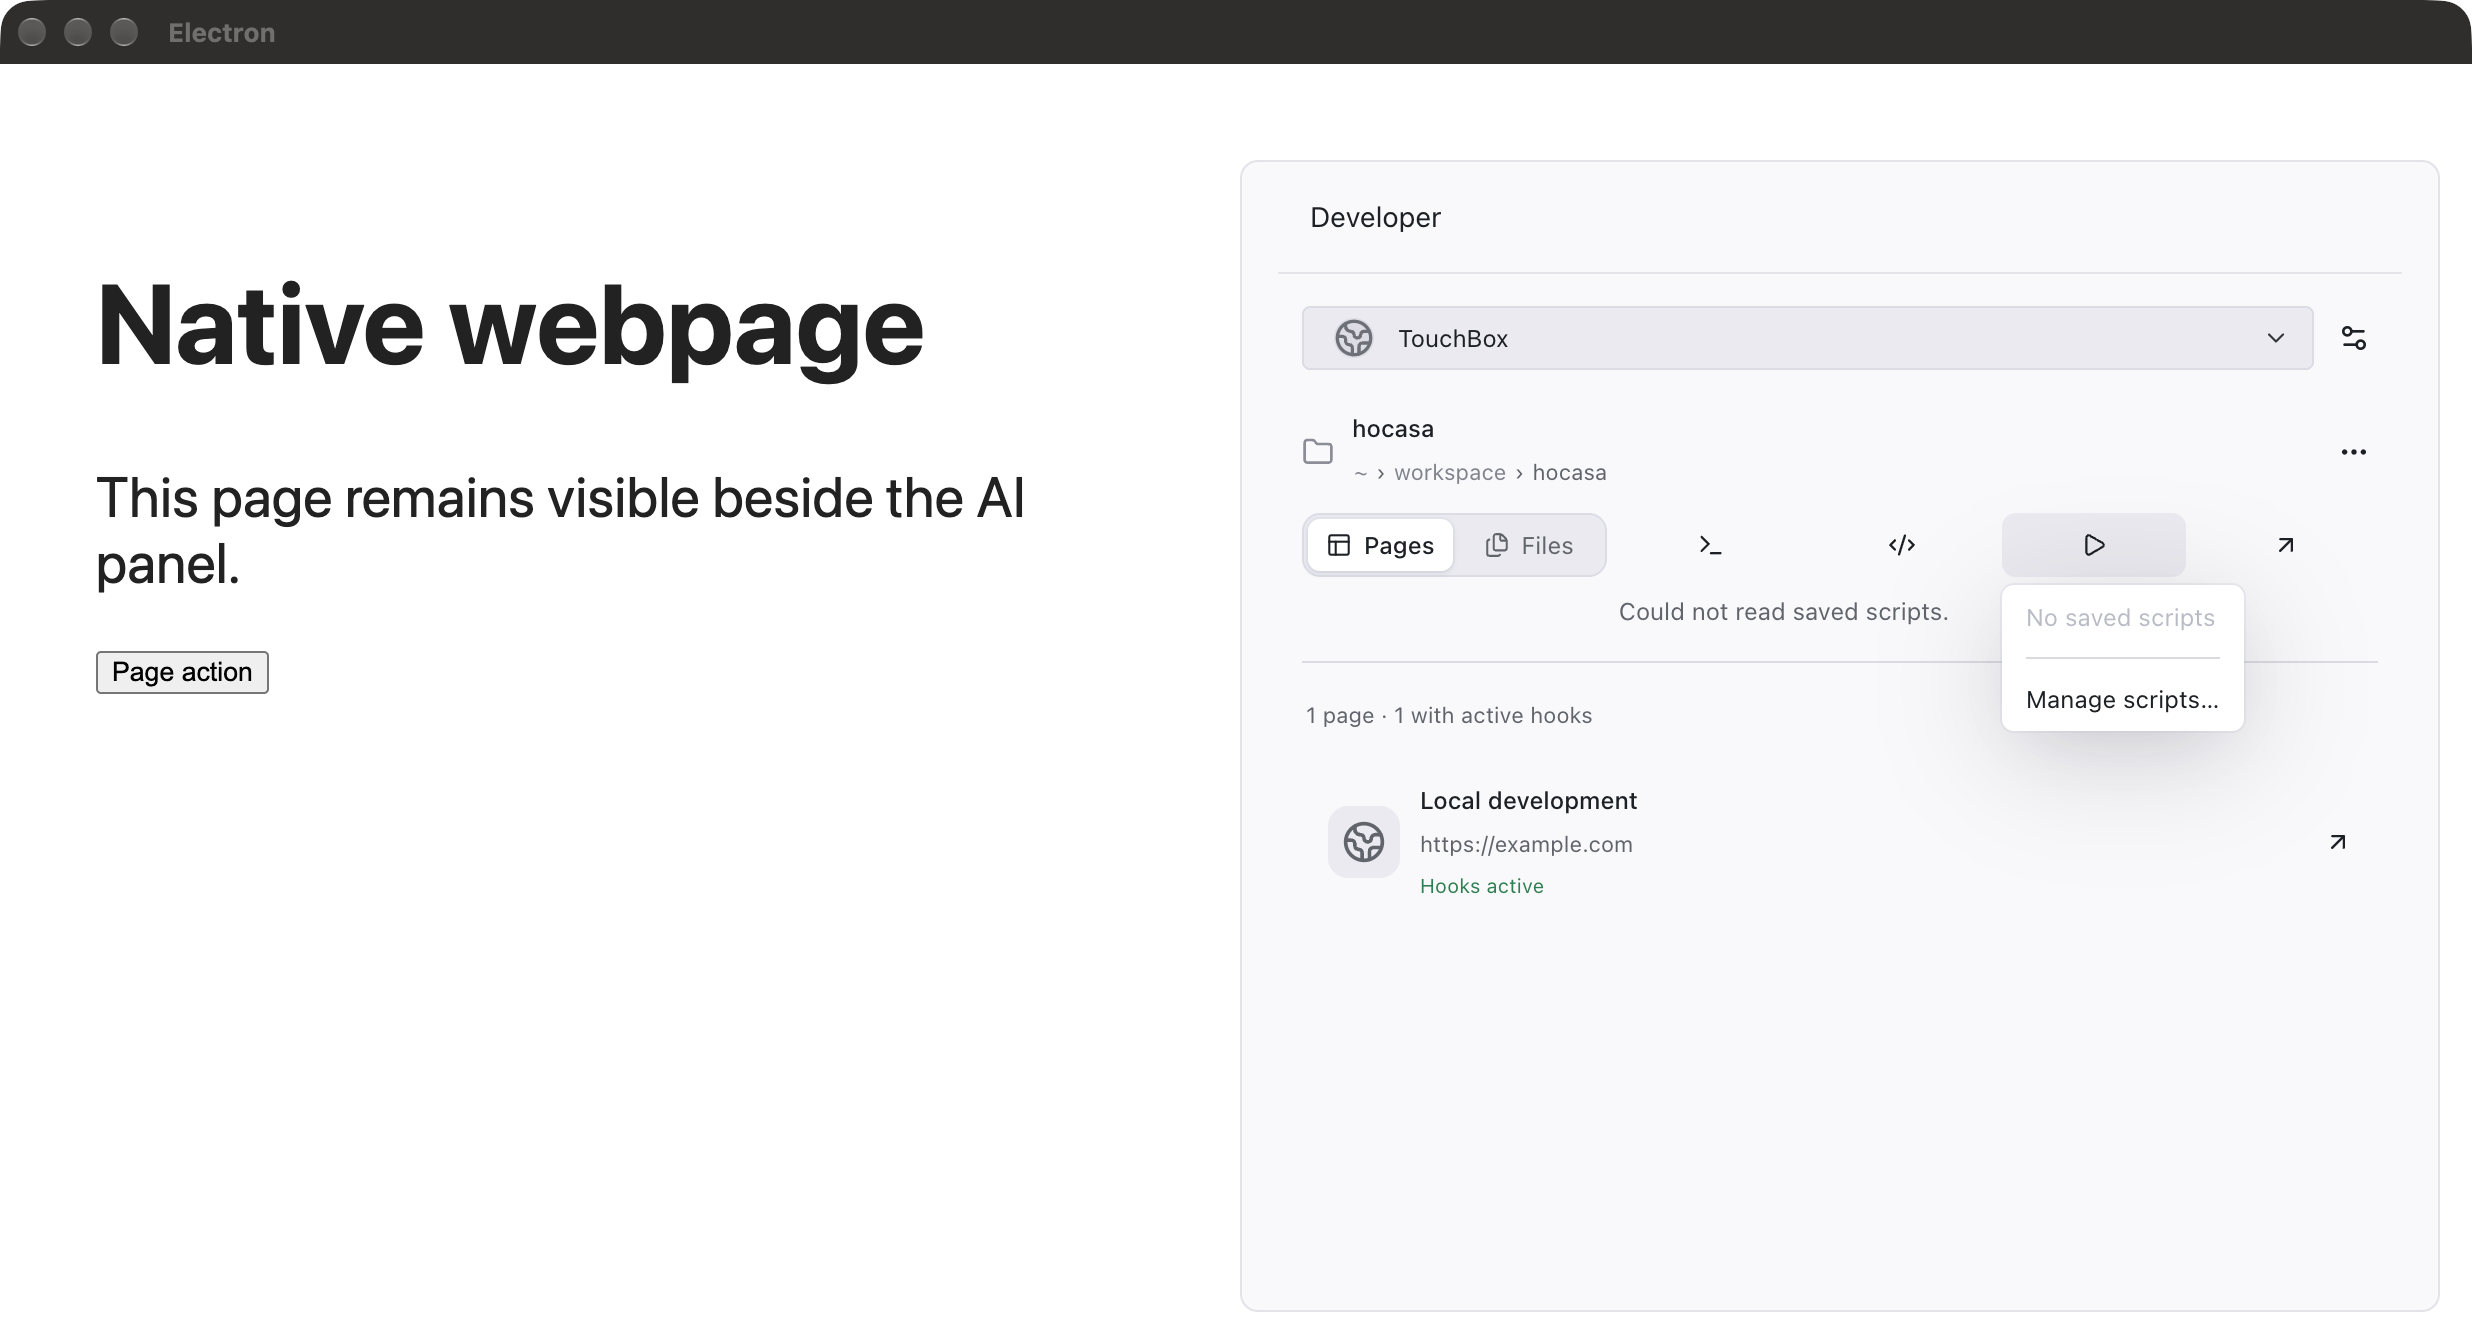 Electron
Native webpage
This page remains visible beside the AI
panel.
Page action
Developer
TouchBox
hocasa
~ › workspace › hocasa
Pages
Files
Could not read saved scripts.
No saved scripts
Manage scripts...
1 page · 1 with active hooks
Local development
https://example.com
Hooks active